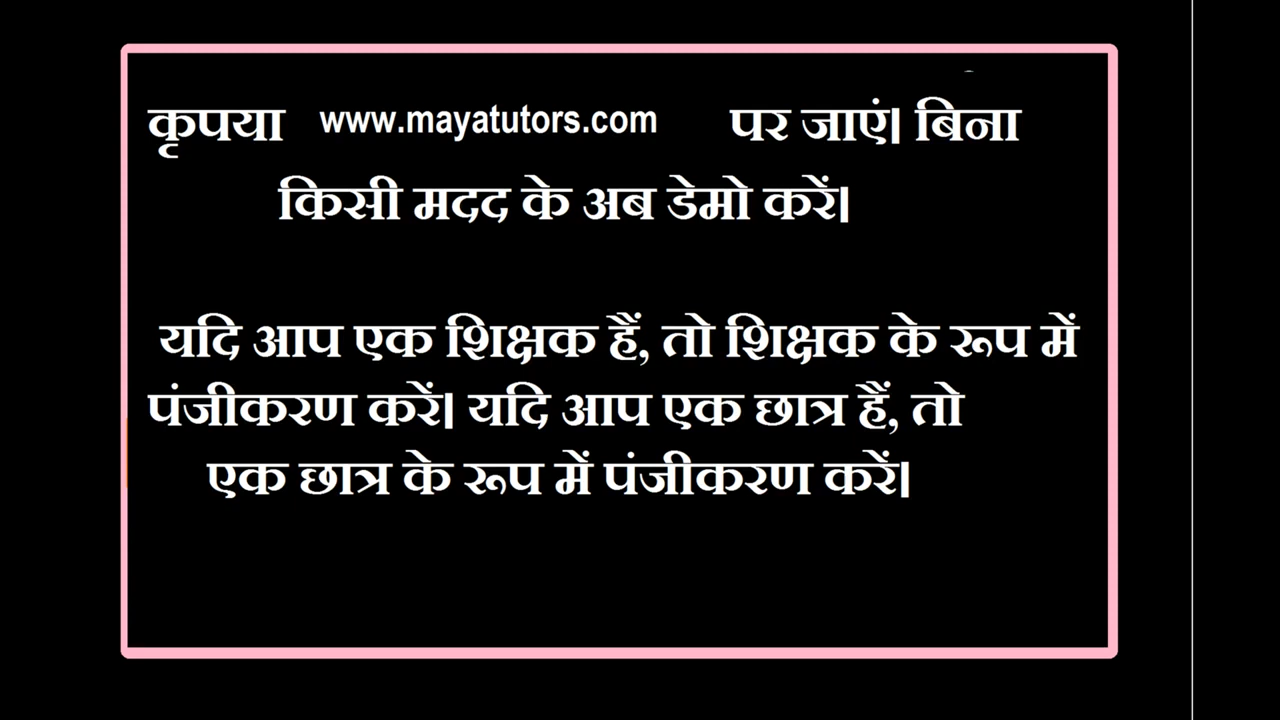 कृपया www.mayatutors.com पर जाएं। बिना
किसी मदद के अब डेमो करें।
यदि आप एक शिक्षक हैं, तो शिक्षक के रूप में
पंजीकरण करें। यदि आप एक छात्र हैं, तो
एक छात्र के रूप में पंजीकरण करें।